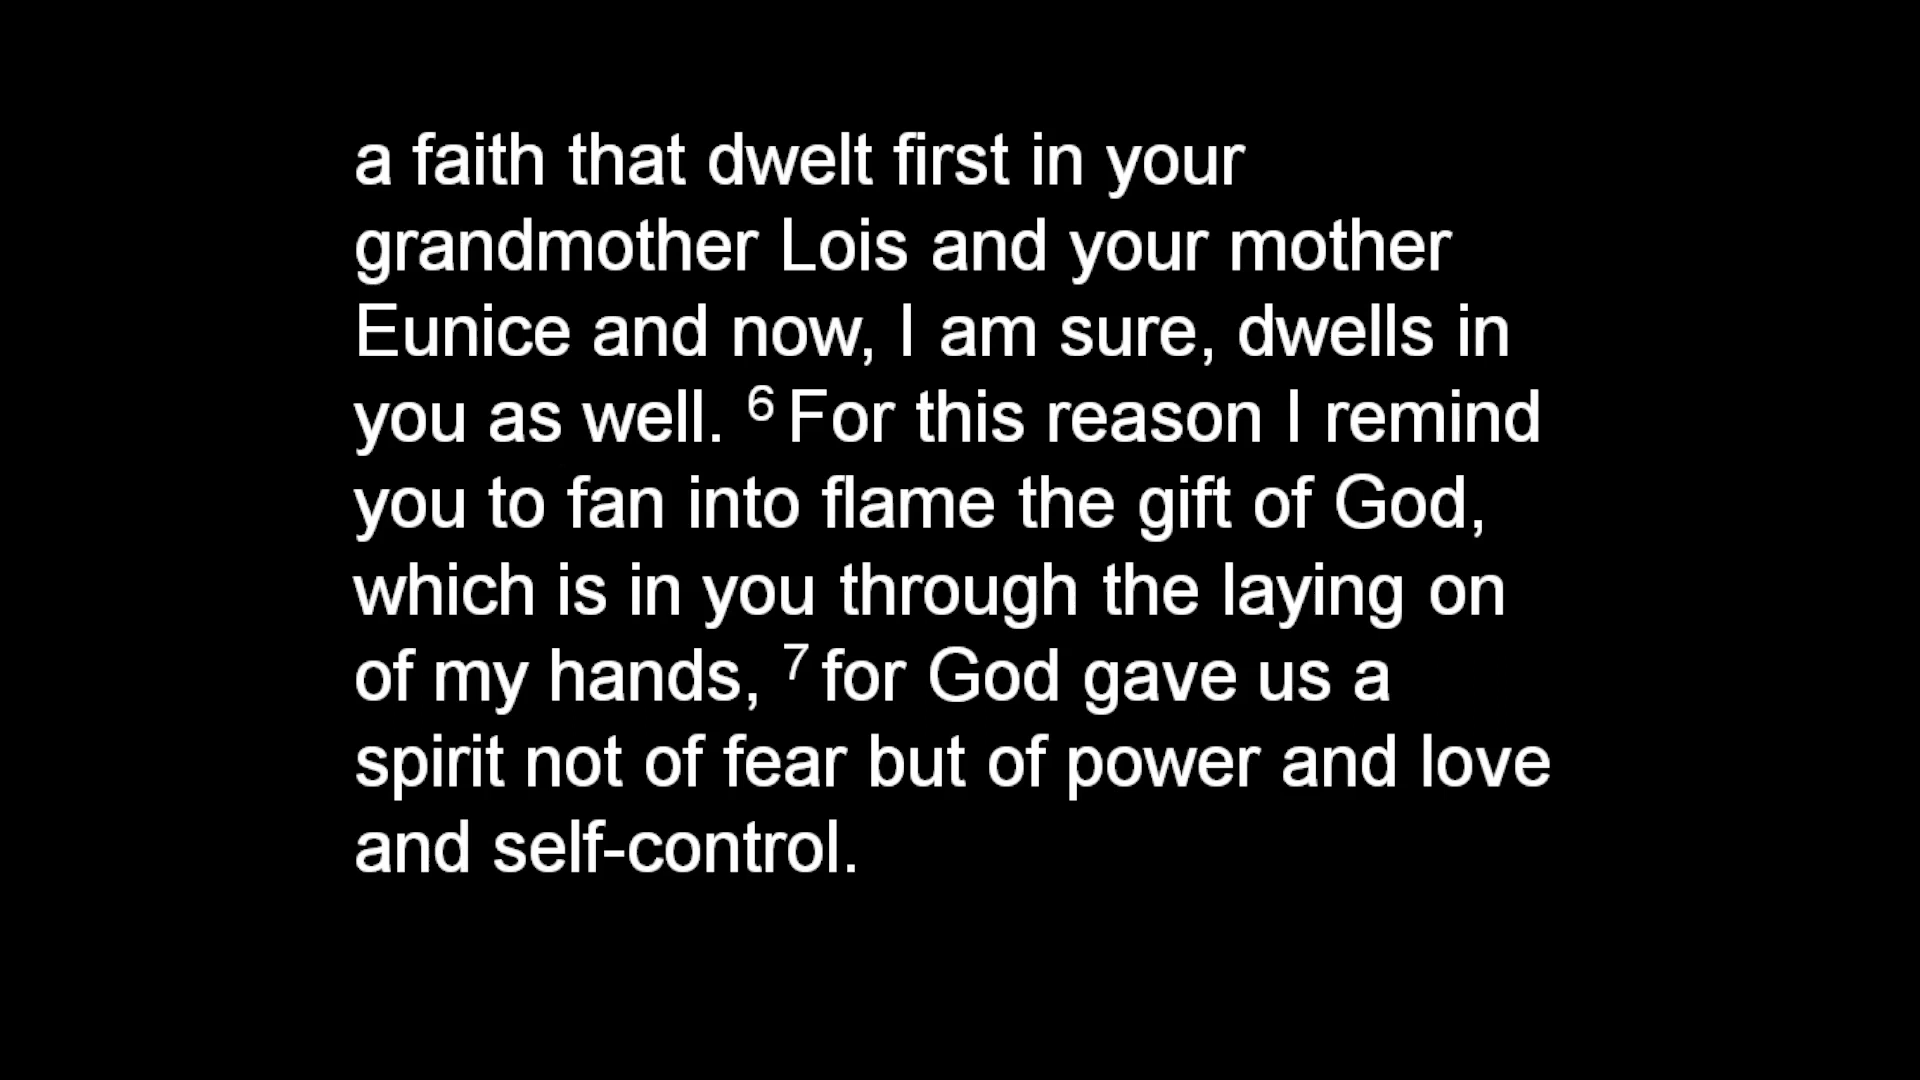 a faith that dwelt first in your
grandmother Lois and your mother
Eunice and now, I am sure, dwells in
you as well. ⁶ For this reason I remind
you to fan into flame the gift of God,
which is in you through the laying on
of my hands, ⁷ for God gave us a
spirit not of fear but of power and love
and self-control.